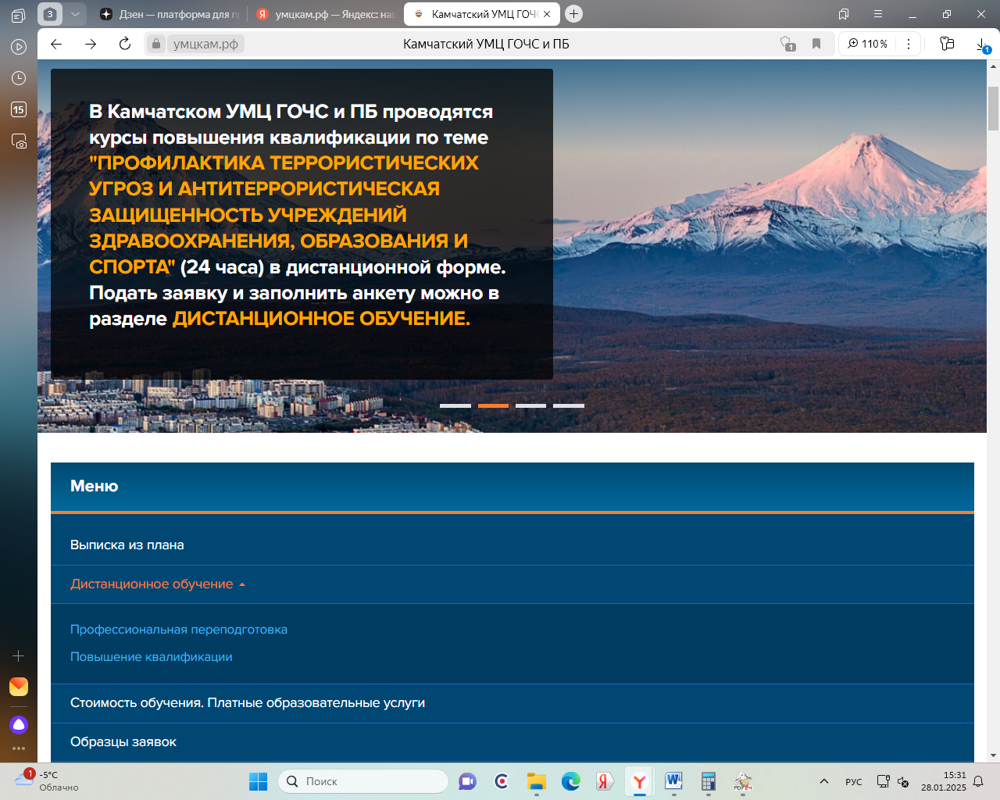 3
Дзен — платформа для п
умцкам.рф — Яндекс: на
Камчатский УМЦ ГОЧС
умцкам.рф
Камчатский УМЦ ГОЧС и ПБ
1
110 %
1
15
В Камчатском УМЦ ГОЧС и ПБ проводятся
курсы повышения квалификации по теме
"ПРОФИЛАКТИКА ТЕРРОРИСТИЧЕСКИХ
УГРОЗ И АНТИТЕРРОРИСТИЧЕСКАЯ
ЗАЩИЩЕННОСТЬ УЧРЕЖДЕНИЙ
ЗДРАВООХРАНЕНИЯ, ОБРАЗОВАНИЯ И
СПОРТА" (24 часа) в дистанционной форме.
Подать заявку и заполнить анкету можно в
разделе ДИСТАНЦИОННОЕ ОБУЧЕНИЕ.
Меню
Выписка из плана
Дистанционное обучение
Профессиональная переподготовка
Повышение квалификации
Стоимость обучения. Платные образовательные услуги
Образцы заявок
1
-5°C
Облачно
Поиск
PDF24
РУС
15:31
28.01.2025